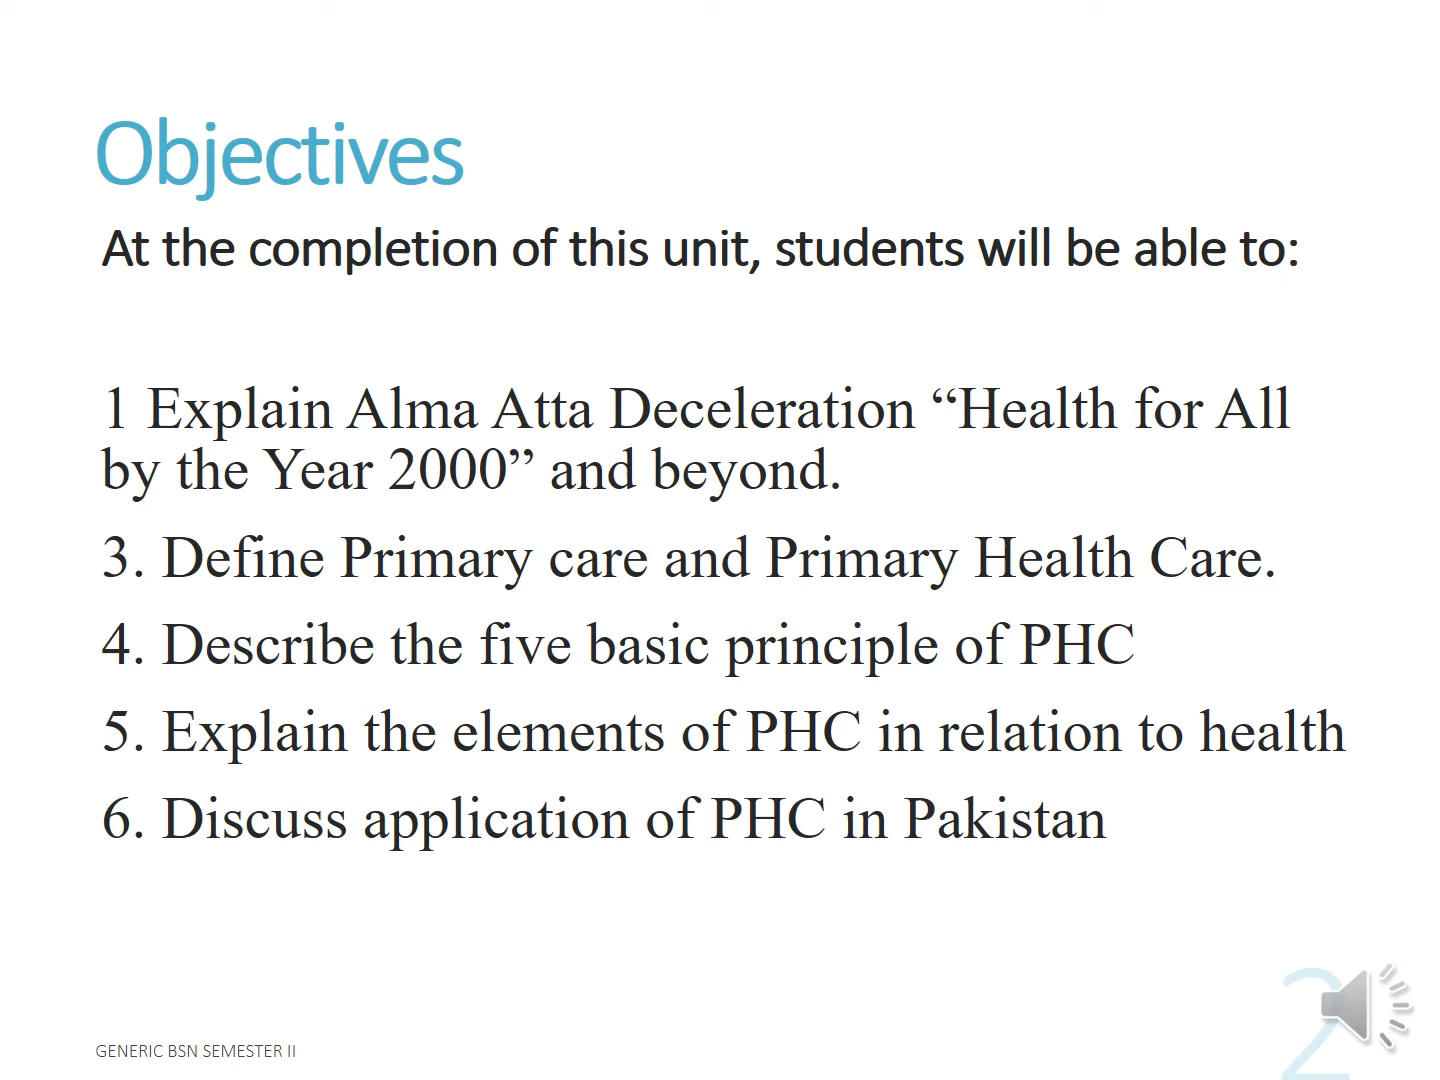 Objectives
At the completion of this unit, students will be able to:
1 Explain Alma Atta Deceleration “Health for All
by the Year 2000” and beyond.
3. Define Primary care and Primary Health Care.
4. Describe the five basic principle of PHC
5. Explain the elements of PHC in relation to health
6. Discuss application of PHC in Pakistan
GENERIC BSN SEMESTER II
2